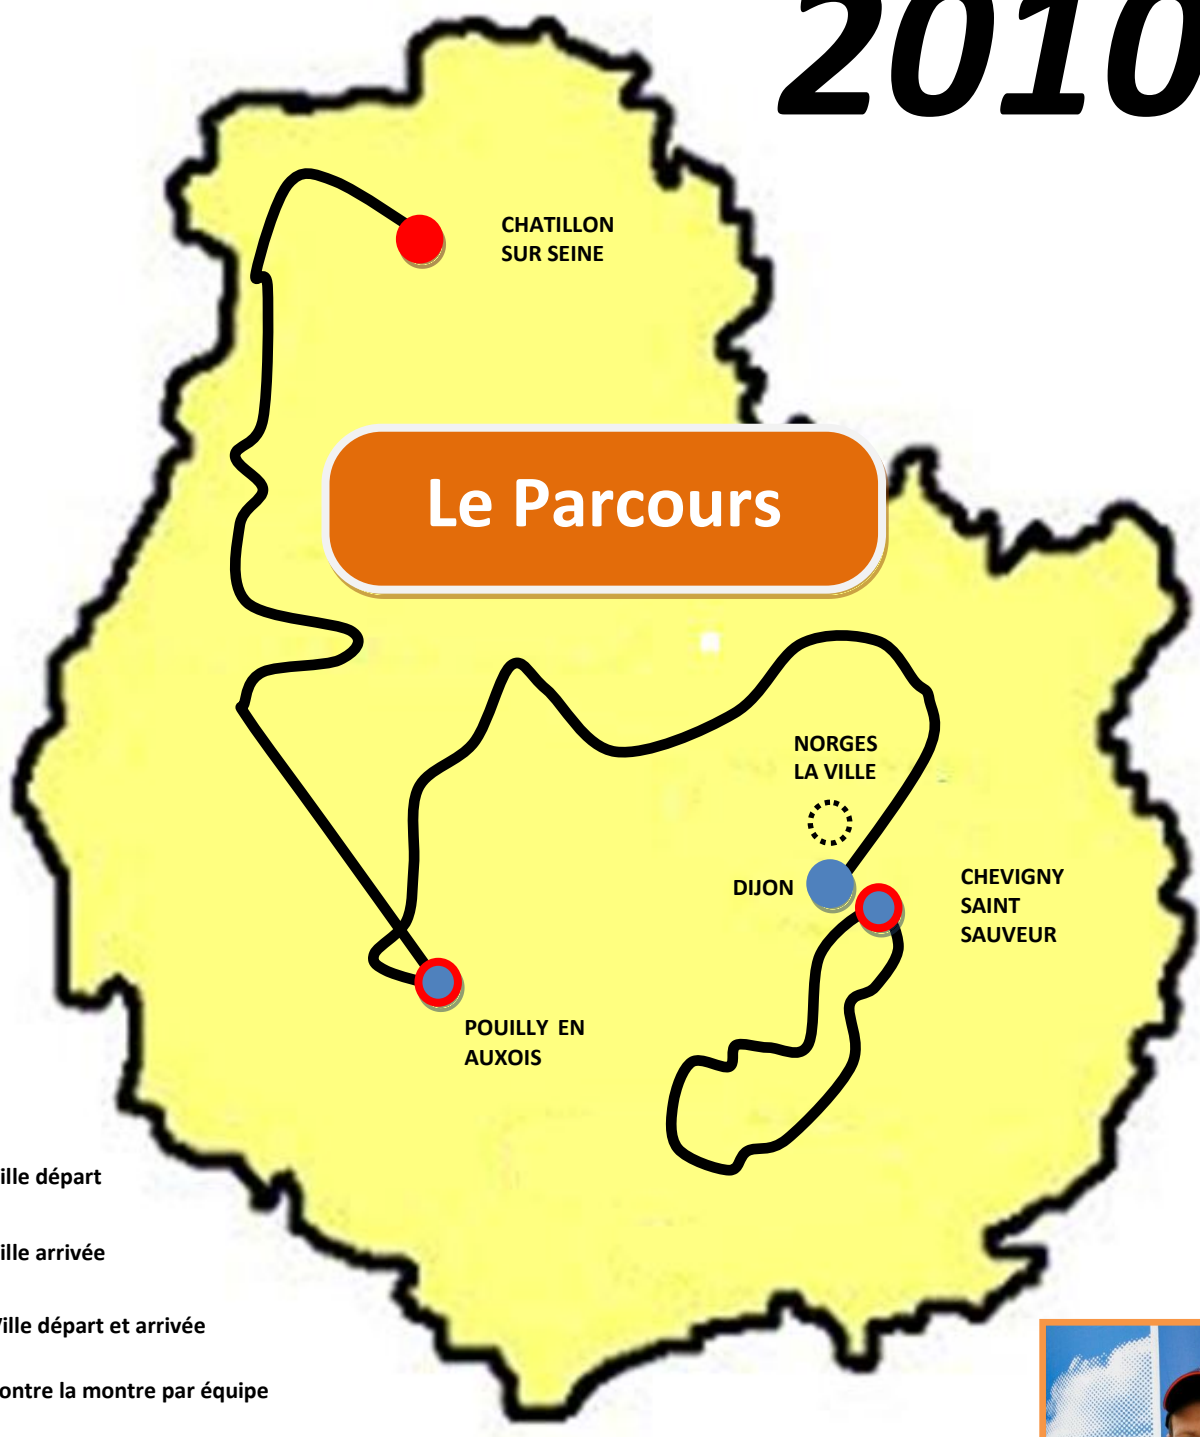 2010
CHATILLON
SUR SEINE
Le Parcours
NORGES
LA VILLE
DIJON
CHEVIGNY
SAINT
SAUVEUR
POUILLY EN
AUXOIS
ille départ
ille arrivée
Ville départ et arrivée
ontre la montre par équipe